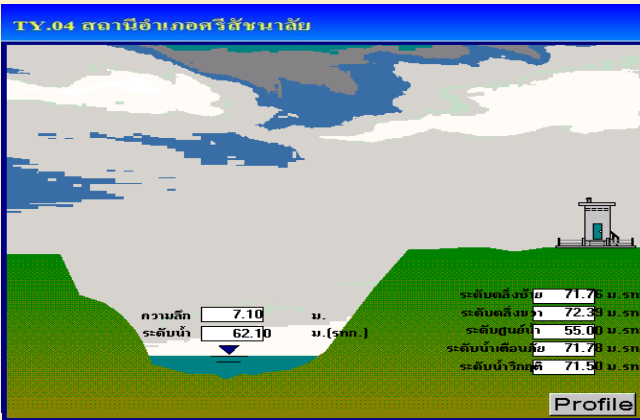 TY.04 สถานีอำเภอศรีสัชนาลัย
ความลึก 7.10 ม.
ระดับน้ำ 62.10 ม.(รทก.)
ระดับตลิ่งซ้าย 71.76 ม.รท
ระดับตลิ่งขวา 72.39 ม.รท
ระดับศูนย์น้ำ 55.00 ม.รท
ระดับน้ำเตือนภัย 71.78 ม.รท
ระดับน้ำวิกฤติ 71.50 ม.รท
Profile